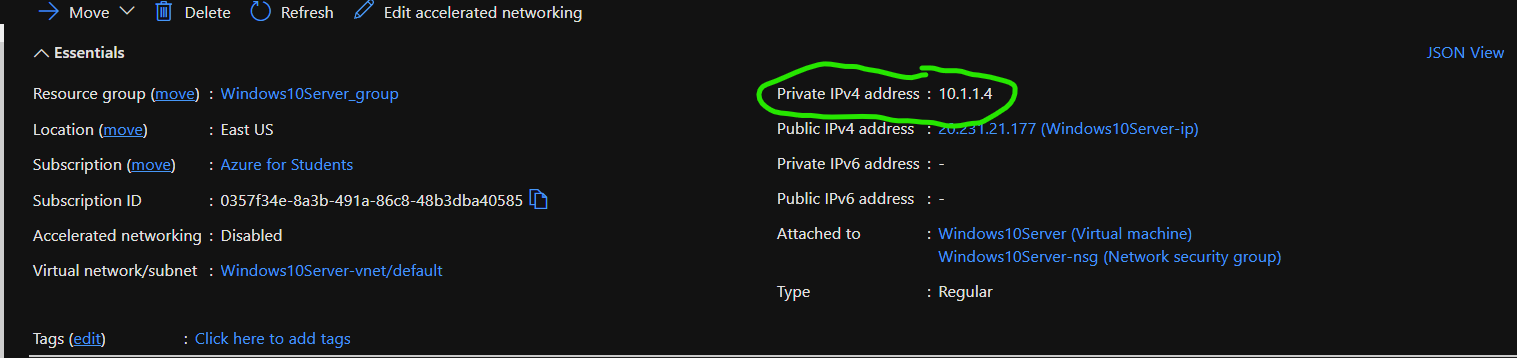 Move Delete Refresh Edit accelerated networking
Essentials JSON View
Resource group (move) : Windows10Server_group
Location (move) : East US
Subscription (move) : Azure for Students
Subscription ID : 0357f34e-8a3b-491a-86c8-48b3dba40585
Accelerated networking : Disabled
Virtual network/subnet : Windows10Server-vnet/default
Private IPv4 address : 10.1.1.4
Public IPv4 address : 20.231.21.177 (Windows10Server-ip)
Private IPv6 address : -
Public IPv6 address : -
Attached to : Windows10Server (Virtual machine)
Windows10Server-nsg (Network security group)
Type : Regular
Tags (edit) : Click here to add tags